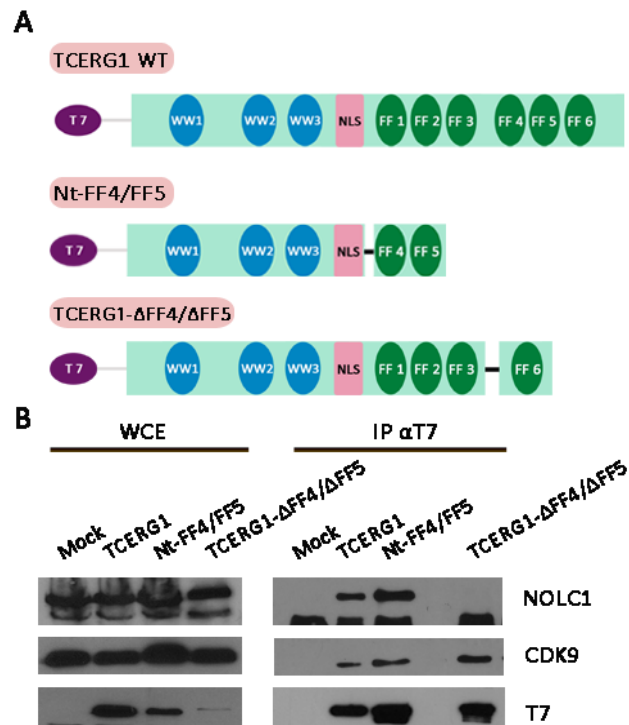 A
TCERG1 WT
T7 WW1 WW2 WW3 NLS FF 1 FF 2 FF 3 FF 4 FF 5 FF 6
Nt-FF4/FF5
T7 WW1 WW2 WW3 NLS FF 4 FF 5
TCERG1-ΔFF4/ΔFF5
T7 WW1 WW2 WW3 NLS FF 1 FF 2 FF 3 FF 6
B
WCE IP αT7
Mock TCERG1 Nt-FF4/FF5 TCERG1-ΔFF4/ΔFF5 Mock TCERG1 Nt-FF4/FF5 TCERG1-ΔFF4/ΔFF5
NOLC1
CDK9
T7